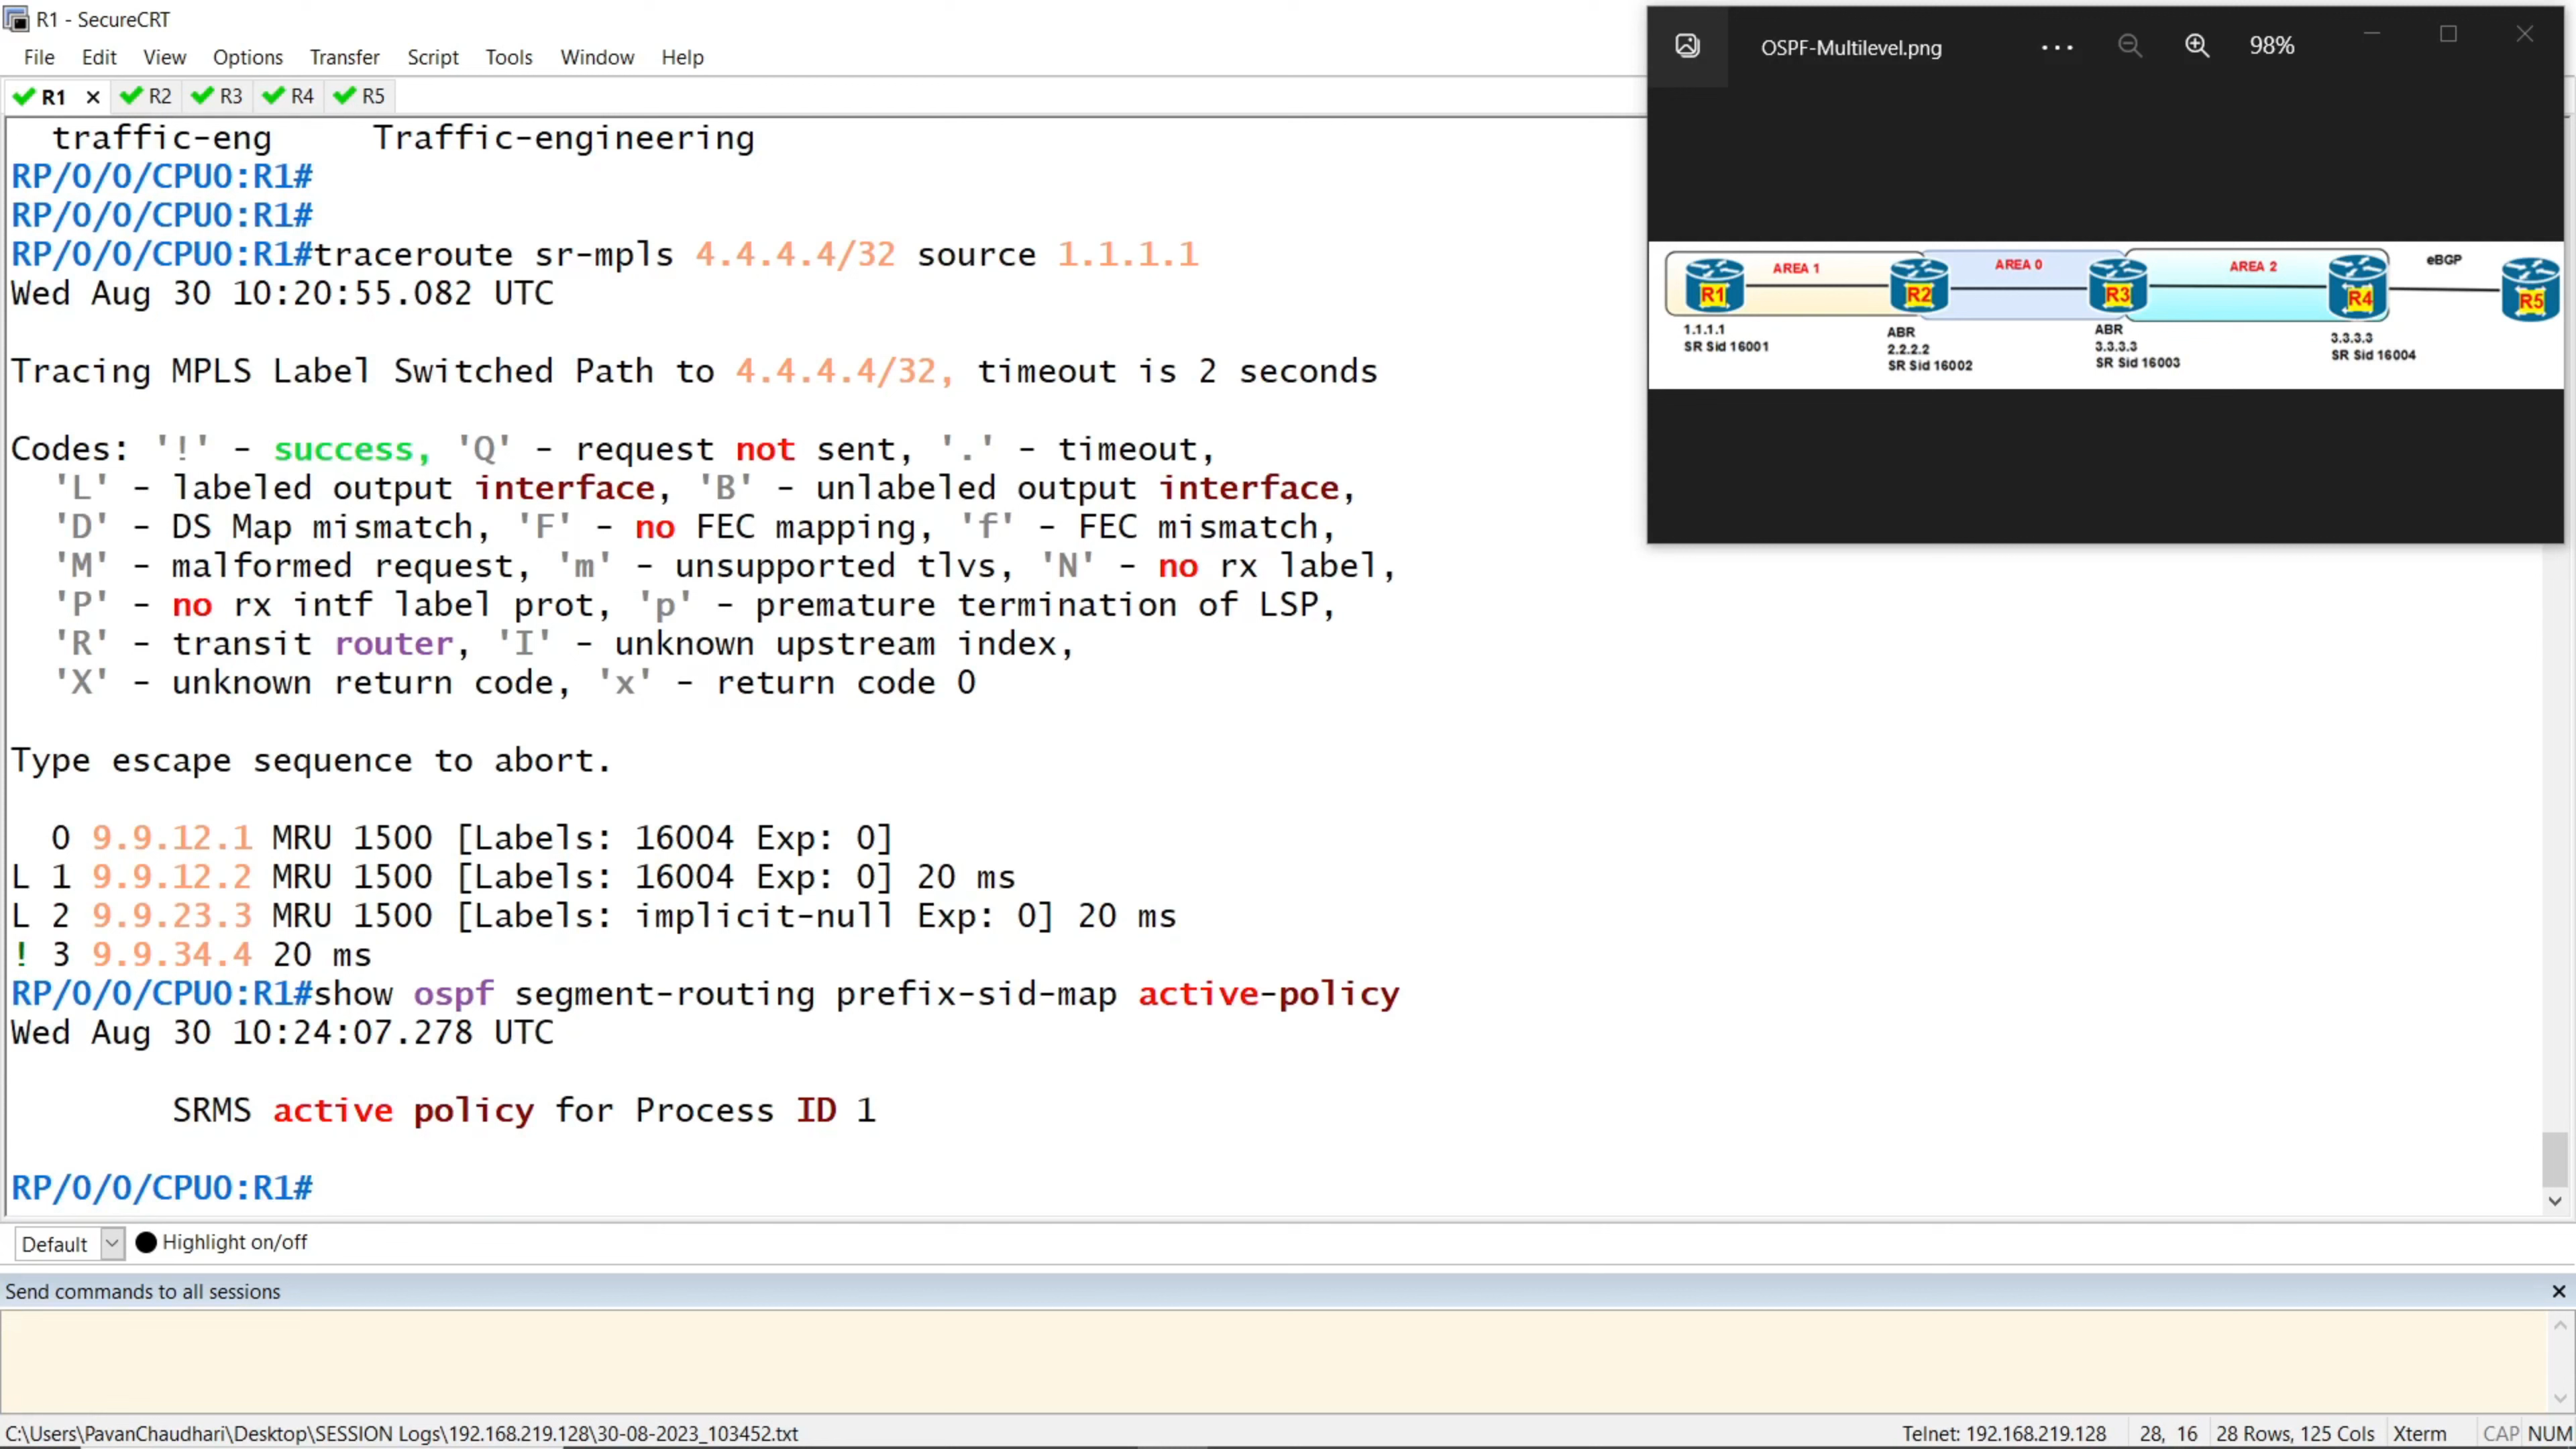 R1 - SecureCRT
File Edit View Options Transfer Script Tools Window Help
R1 × R2 R3 R4 R5
traffic-eng Traffic-engineering
RP/0/0/CPU0:R1#
RP/0/0/CPU0:R1#
RP/0/0/CPU0:R1#traceroute sr-mpls 4.4.4.4/32 source 1.1.1.1
Wed Aug 30 10:20:55.082 UTC
Tracing MPLS Label Switched Path to 4.4.4.4/32, timeout is 2 seconds
Codes: '!' - success, 'Q' - request not sent, '.' - timeout,
'L' - labeled output interface, 'B' - unlabeled output interface,
'D' - DS Map mismatch, 'F' - no FEC mapping, 'f' - FEC mismatch,
'M' - malformed request, 'm' - unsupported tlvs, 'N' - no rx label,
'P' - no rx intf label prot, 'p' - premature termination of LSP,
'R' - transit router, 'I' - unknown upstream index,
'X' - unknown return code, 'x' - return code 0
Type escape sequence to abort.
0 9.9.12.1 MRU 1500 [Labels: 16004 Exp: 0]
L 1 9.9.12.2 MRU 1500 [Labels: 16004 Exp: 0] 20 ms
L 2 9.9.23.3 MRU 1500 [Labels: implicit-null Exp: 0] 20 ms
! 3 9.9.34.4 20 ms
RP/0/0/CPU0:R1#show ospf segment-routing prefix-sid-map active-policy
Wed Aug 30 10:24:07.278 UTC
SRMS active policy for Process ID 1
RP/0/0/CPU0:R1#
OSPF-Multilevel.png ... 98%
AREA 1 AREA 0 AREA 2 eBGP
R1 R2 R3 R4 R5
1.1.1.1
SR Sid 16001
ABR
2.2.2.2
SR Sid 16002
ABR
3.3.3.3
SR Sid 16003
3.3.3.3
SR Sid 16004
Default Highlight on/off
Send commands to all sessions
C:\Users\PavanChaudhari\Desktop\SESSION Logs\192.168.219.128\30-08-2023_103452.txt
Telnet: 192.168.219.128 28, 16 28 Rows, 125 Cols Xterm CAP NUM